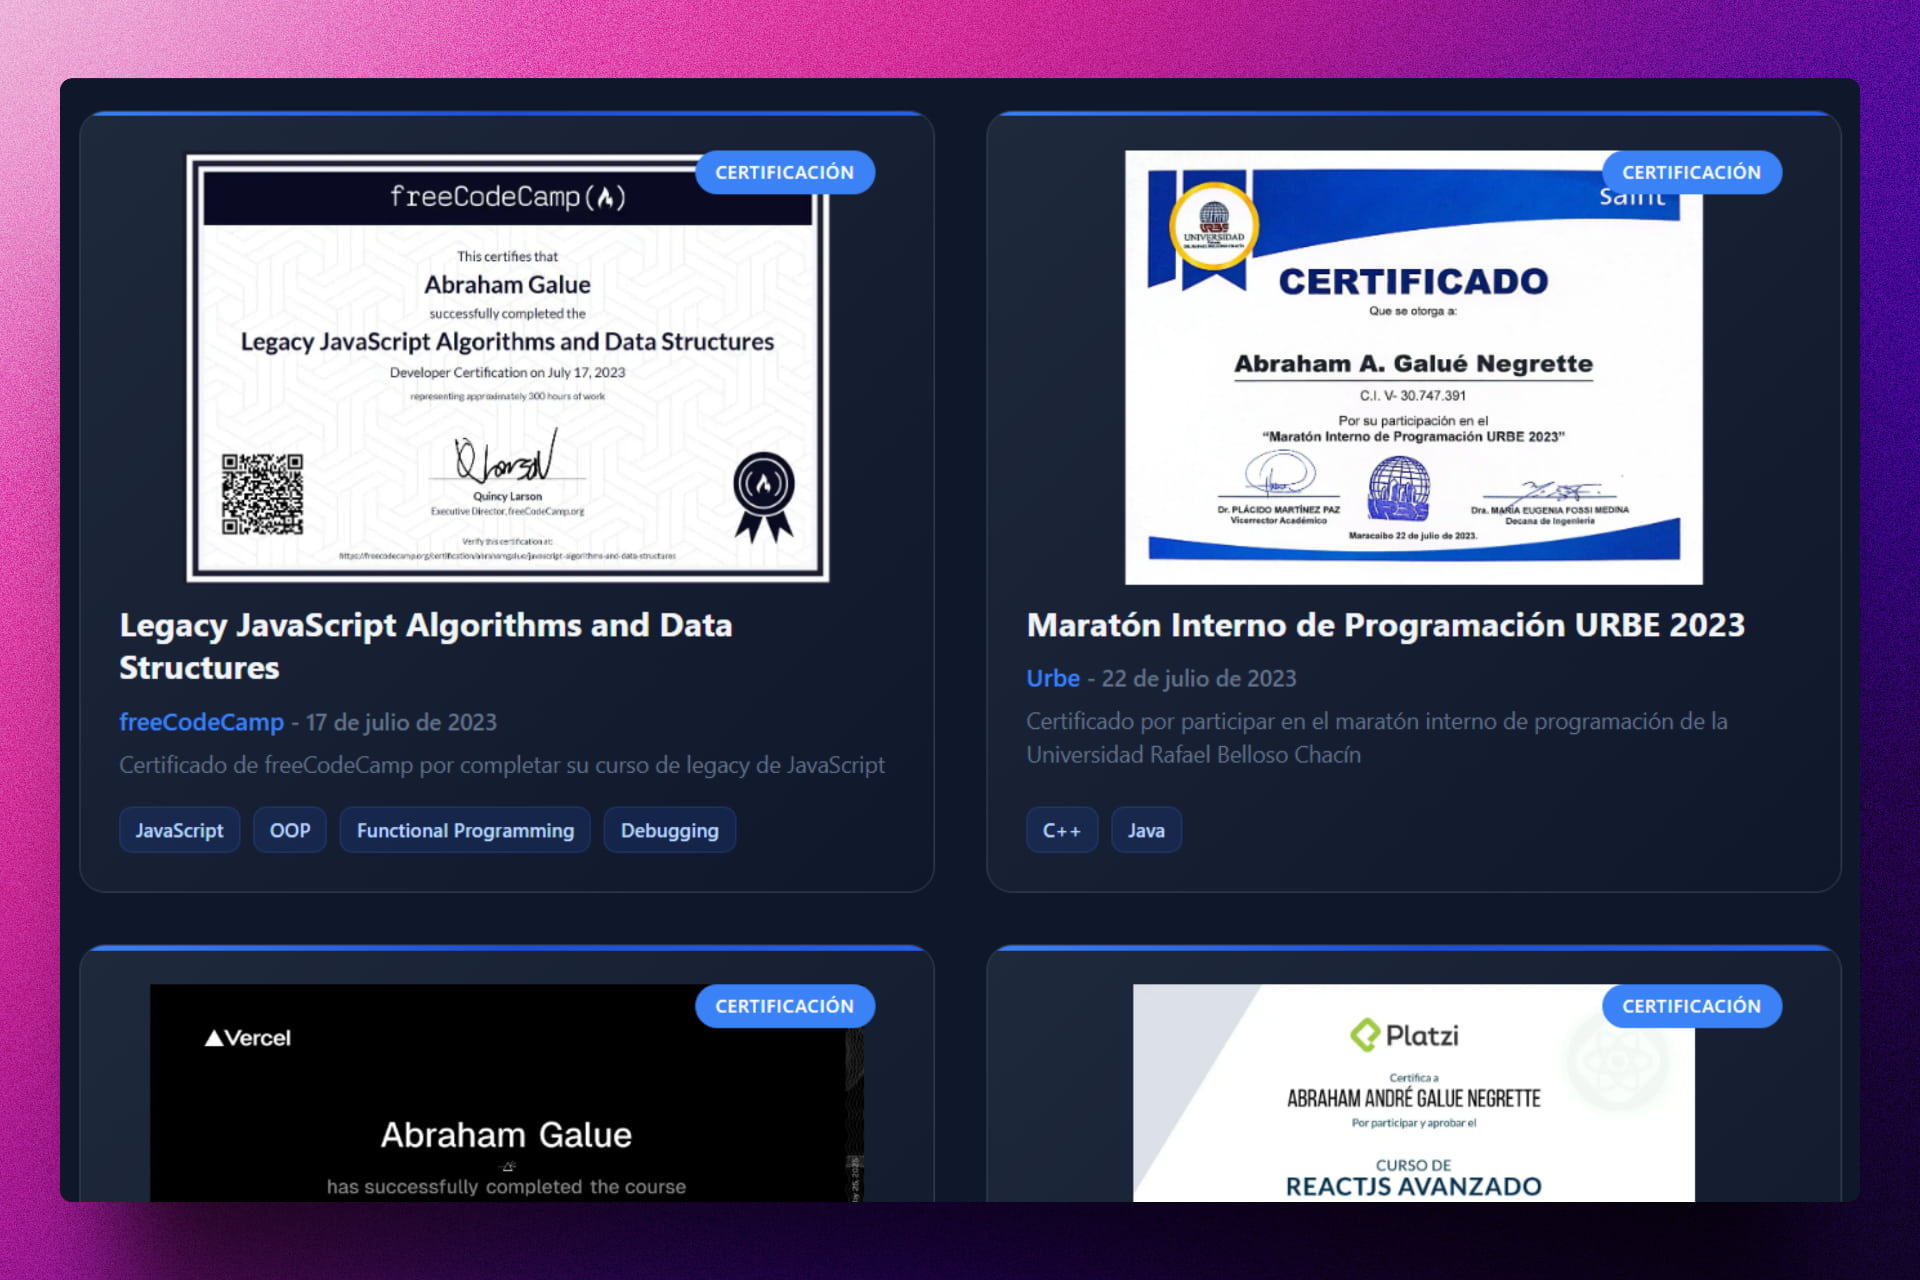 CERTIFICACIÓN
freeCodeCamp(🔥)
This certifies that
Abraham Galue
successfully completed the
Legacy JavaScript Algorithms and Data Structures
Developer Certification on July 17, 2023
representing approximately 300 hours of work
Quincy Larson
Executive Director, freeCodeCamp.org
Verify this certification at:
https://freecodecamp.org/certification/abrahamgalue/javascript-algorithms-and-data-structures
Legacy JavaScript Algorithms and Data
Structures
freeCodeCamp - 17 de julio de 2023
Certificado de freeCodeCamp por completar su curso de legacy de JavaScript
JavaScript
OOP
Functional Programming
Debugging
CERTIFICACIÓN
saint
UNIVERSIDAD
CERTIFICADO
Que se otorga a:
Abraham A. Galué Negrette
C.I. V- 30.747.391
Por su participación en el
“Maratón Interno de Programación URBE 2023”
Dr. PLÁCIDO MARTÍNEZ PAZ
Vicerrector Académico
URBE
Dra. MARÍA EUGENIA FOSSI MEDINA
Decana de Ingeniería
Maracaibo 22 de julio de 2023.
Maratón Interno de Programación URBE 2023
Urbe - 22 de julio de 2023
Certificado por participar en el maratón interno de programación de la
Universidad Rafael Belloso Chacín
C++
Java
CERTIFICACIÓN
Vercel
Abraham Galue
has successfully completed the course
CERTIFICACIÓN
Platzi
Certifica a
ABRAHAM ANDRÉ GALUE NEGRETTE
Por participar y aprobar el
CURSO DE
REACTJS AVANZADO